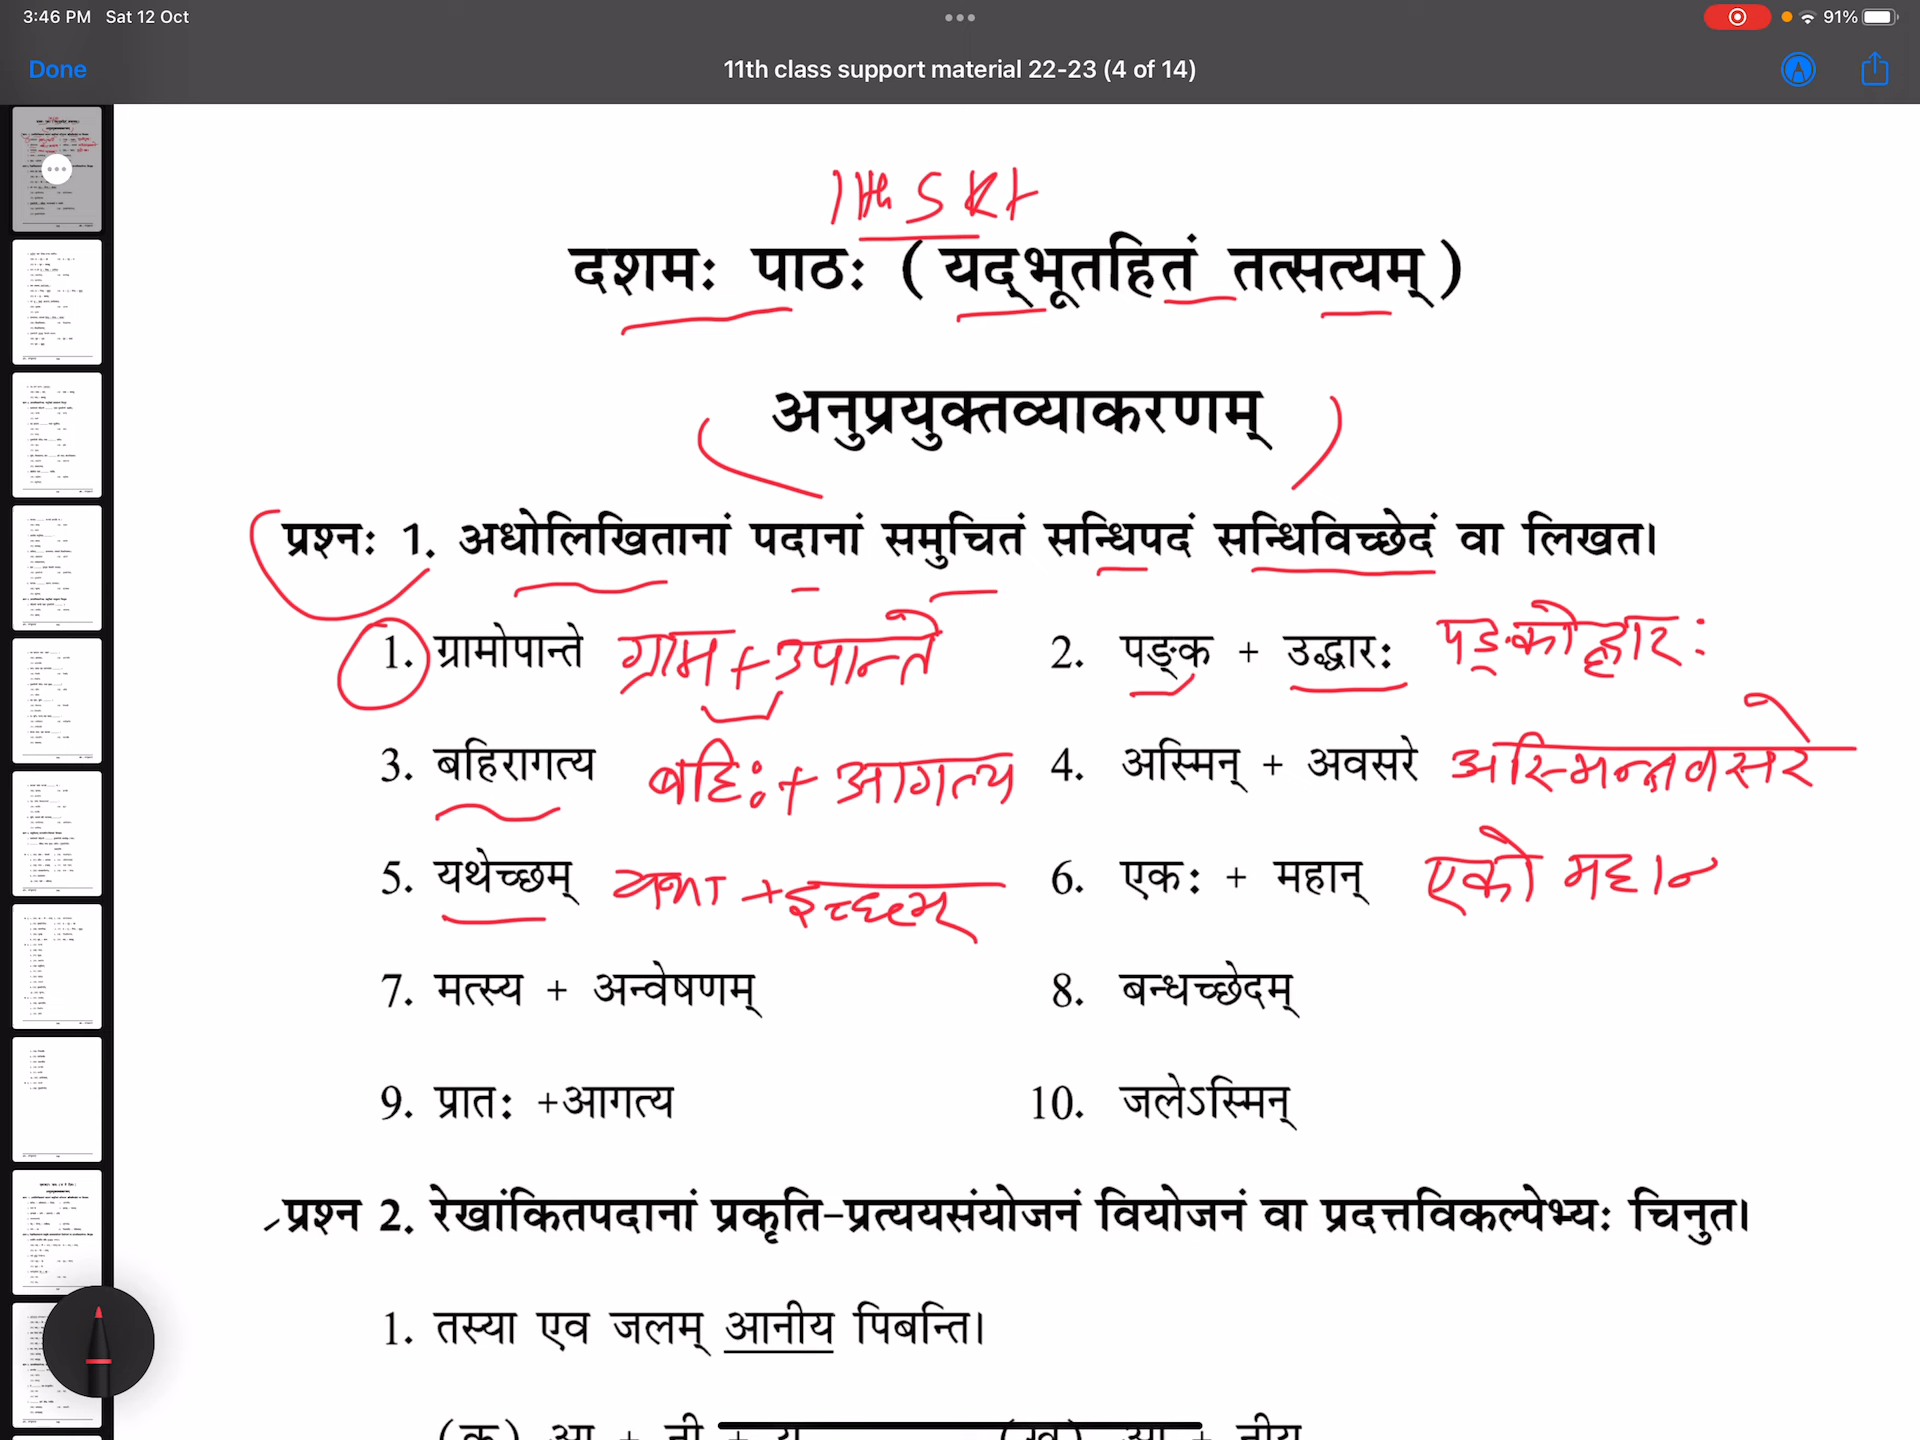 3:46 PM Sat 12 Oct
91%
Done
11th class support material 22-23 (4 of 14)
11th SKt
दशमः पाठः (यद्भूतहितं तत्सत्यम्)
अनुप्रयुक्तव्याकरणम्
प्रश्नः 1. अधोलिखितानां पदानां समुचितं सन्धिपदं सन्धिविच्छेदं वा लिखत।
1. ग्रामोपान्ते ग्राम + उपान्ते 2. पङ्क + उद्धारः पङ्कोद्धारः
3. बहिरागत्य बहिः + आगत्य 4. अस्मिन् + अवसरे अस्मिन्नवसरे
5. यथेच्छम् यथा + इच्छम् 6. एकः + महान् एको महान
7. मत्स्य + अन्वेषणम् 8. बन्धच्छेदम्
9. प्रातः +आगत्य 10. जलेऽस्मिन्
प्रश्न 2. रेखांकितपदानां प्रकृति-प्रत्ययसंयोजनं वियोजनं वा प्रदत्तविकल्पेभ्यः चिनुत।
1. तस्या एव जलम् आनीय पिबन्ति।
(क) आ + नी + य (ख) आ + नीय